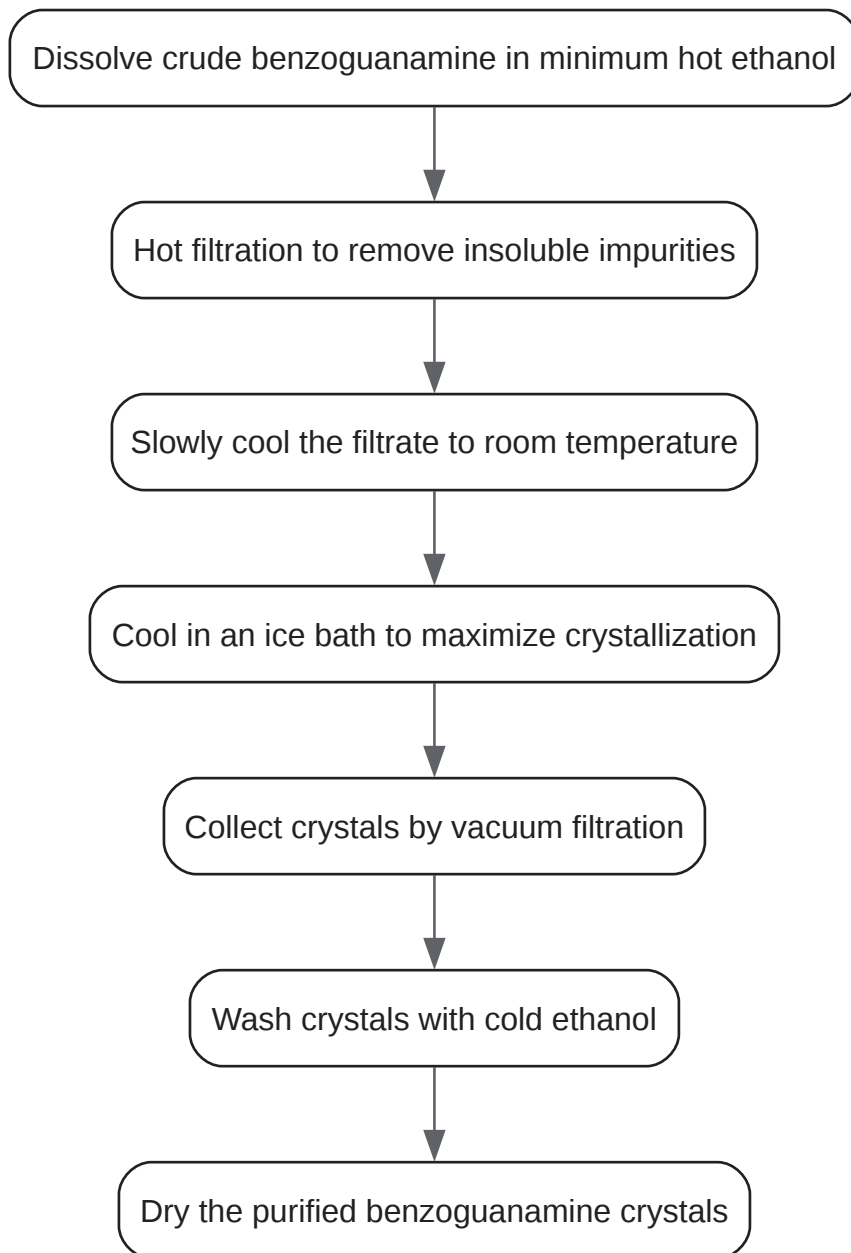 Dissolve crude benzoguanamine in minimum hot ethanol
Hot filtration to remove insoluble impurities
Slowly cool the filtrate to room temperature
Cool in an ice bath to maximize crystallization
Collect crystals by vacuum filtration
Wash crystals with cold ethanol
Dry the purified benzoguanamine crystals